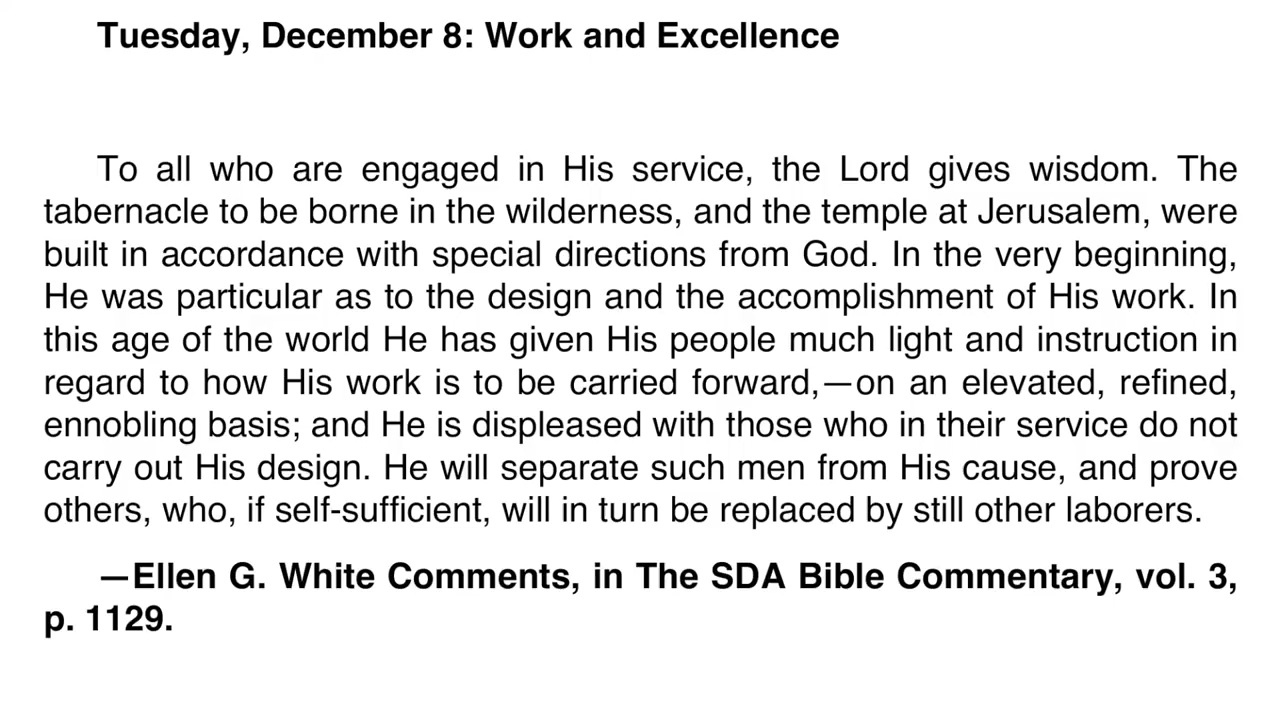 Tuesday, December 8: Work and Excellence
To all who are engaged in His service, the Lord gives wisdom. The
tabernacle to be borne in the wilderness, and the temple at Jerusalem, were
built in accordance with special directions from God. In the very beginning,
He was particular as to the design and the accomplishment of His work. In
this age of the world He has given His people much light and instruction in
regard to how His work is to be carried forward,—on an elevated, refined,
ennobling basis; and He is displeased with those who in their service do not
carry out His design. He will separate such men from His cause, and prove
others, who, if self-sufficient, will in turn be replaced by still other laborers.
—Ellen G. White Comments, in The SDA Bible Commentary, vol. 3,
p. 1129.